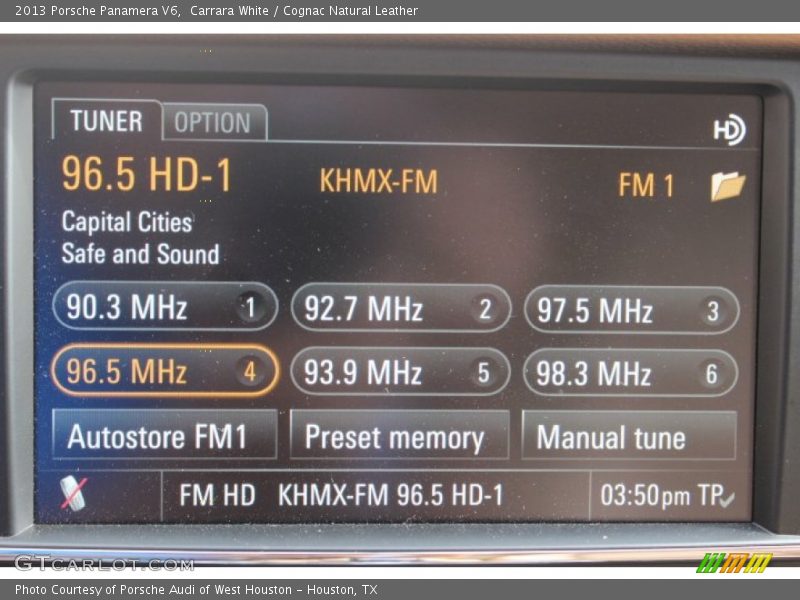 2013 Porsche Panamera V6, Carrara White / Cognac Natural Leather
TUNER OPTION HD
96.5 HD-1 KHMX-FM FM 1
Capital Cities
Safe and Sound
90.3 MHz 1 92.7 MHz 2 97.5 MHz 3
96.5 MHz 4 93.9 MHz 5 98.3 MHz 6
Autostore FM1 Preset memory Manual tune
FM HD KHMX-FM 96.5 HD-1 03:50pm TP
GTCARLOT.COM
Photo Courtesy of Porsche Audi of West Houston - Houston, TX